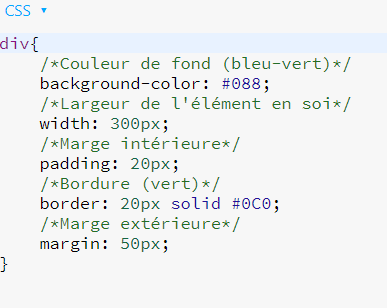 CSS
div{
/*Couleur de fond (bleu-vert)*/
background-color: #088;
/*Largeur de l'élément en soi*/
width: 300px;
/*Marge intérieure*/
padding: 20px;
/*Bordure (vert)*/
border: 20px solid #0C0;
/*Marge extérieure*/
margin: 50px;
}